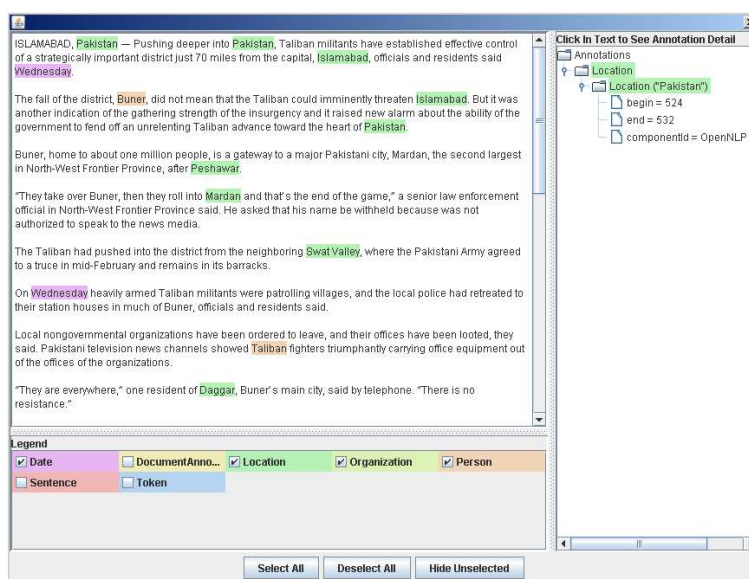 ISLAMABAD, Pakistan — Pushing deeper into Pakistan, Taliban militants have established effective control
of a strategically important district just 70 miles from the capital, Islamabad, officials and residents said
Wednesday.
The fall of the district, Buner, did not mean that the Taliban could imminently threaten Islamabad. But it was
another indication of the gathering strength of the insurgency and it raised new alarm about the ability of the
government to fend off an unrelenting Taliban advance toward the heart of Pakistan.
Buner, home to about one million people, is a gateway to a major Pakistani city, Mardan, the second largest
in North-West Frontier Province, after Peshawar.
"They take over Buner, then they roll into Mardan and that's the end of the game," a senior law enforcement
official in North-West Frontier Province said. He asked that his name be withheld because was not
authorized to speak to the news media.
The Taliban had pushed into the district from the neighboring Swat Valley, where the Pakistani Army agreed
to a truce in mid-February and remains in its barracks.
On Wednesday heavily armed Taliban militants were patrolling villages, and the local police had retreated to
their station houses in much of Buner, officials and residents said.
Local nongovernmental organizations have been ordered to leave, and their offices have been looted, they
said. Pakistani television news channels showed Taliban fighters triumphantly carrying office equipment out
of the offices of the organizations.
"They are everywhere," one resident of Daggar, Buner's main city, said by telephone. "There is no
resistance."
Click In Text to See Annotation Detail
Annotations
Location
Location ("Pakistan")
begin = 524
end = 532
componentId = OpenNLP
Legend
Date DocumentAnno... Location Organization Person
Sentence Token
Select All Deselect All Hide Unselected